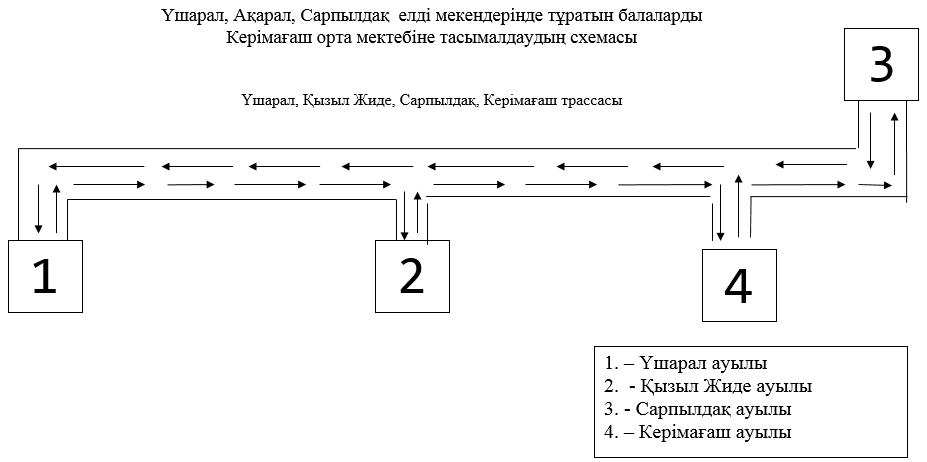 Үшарал, Ақарал, Сарпылдақ елді мекендерінде тұратын балаларды
Керімағаш орта мектебіне тасымалдаудың схемасы
3
Үшарал, Қызыл Жиде, Сарпылдақ, Керімағаш трассасы
1
2
4
1. – Үшарал ауылы
2. - Қызыл Жиде ауылы
3. - Сарпылдақ ауылы
4. – Керімағаш ауылы